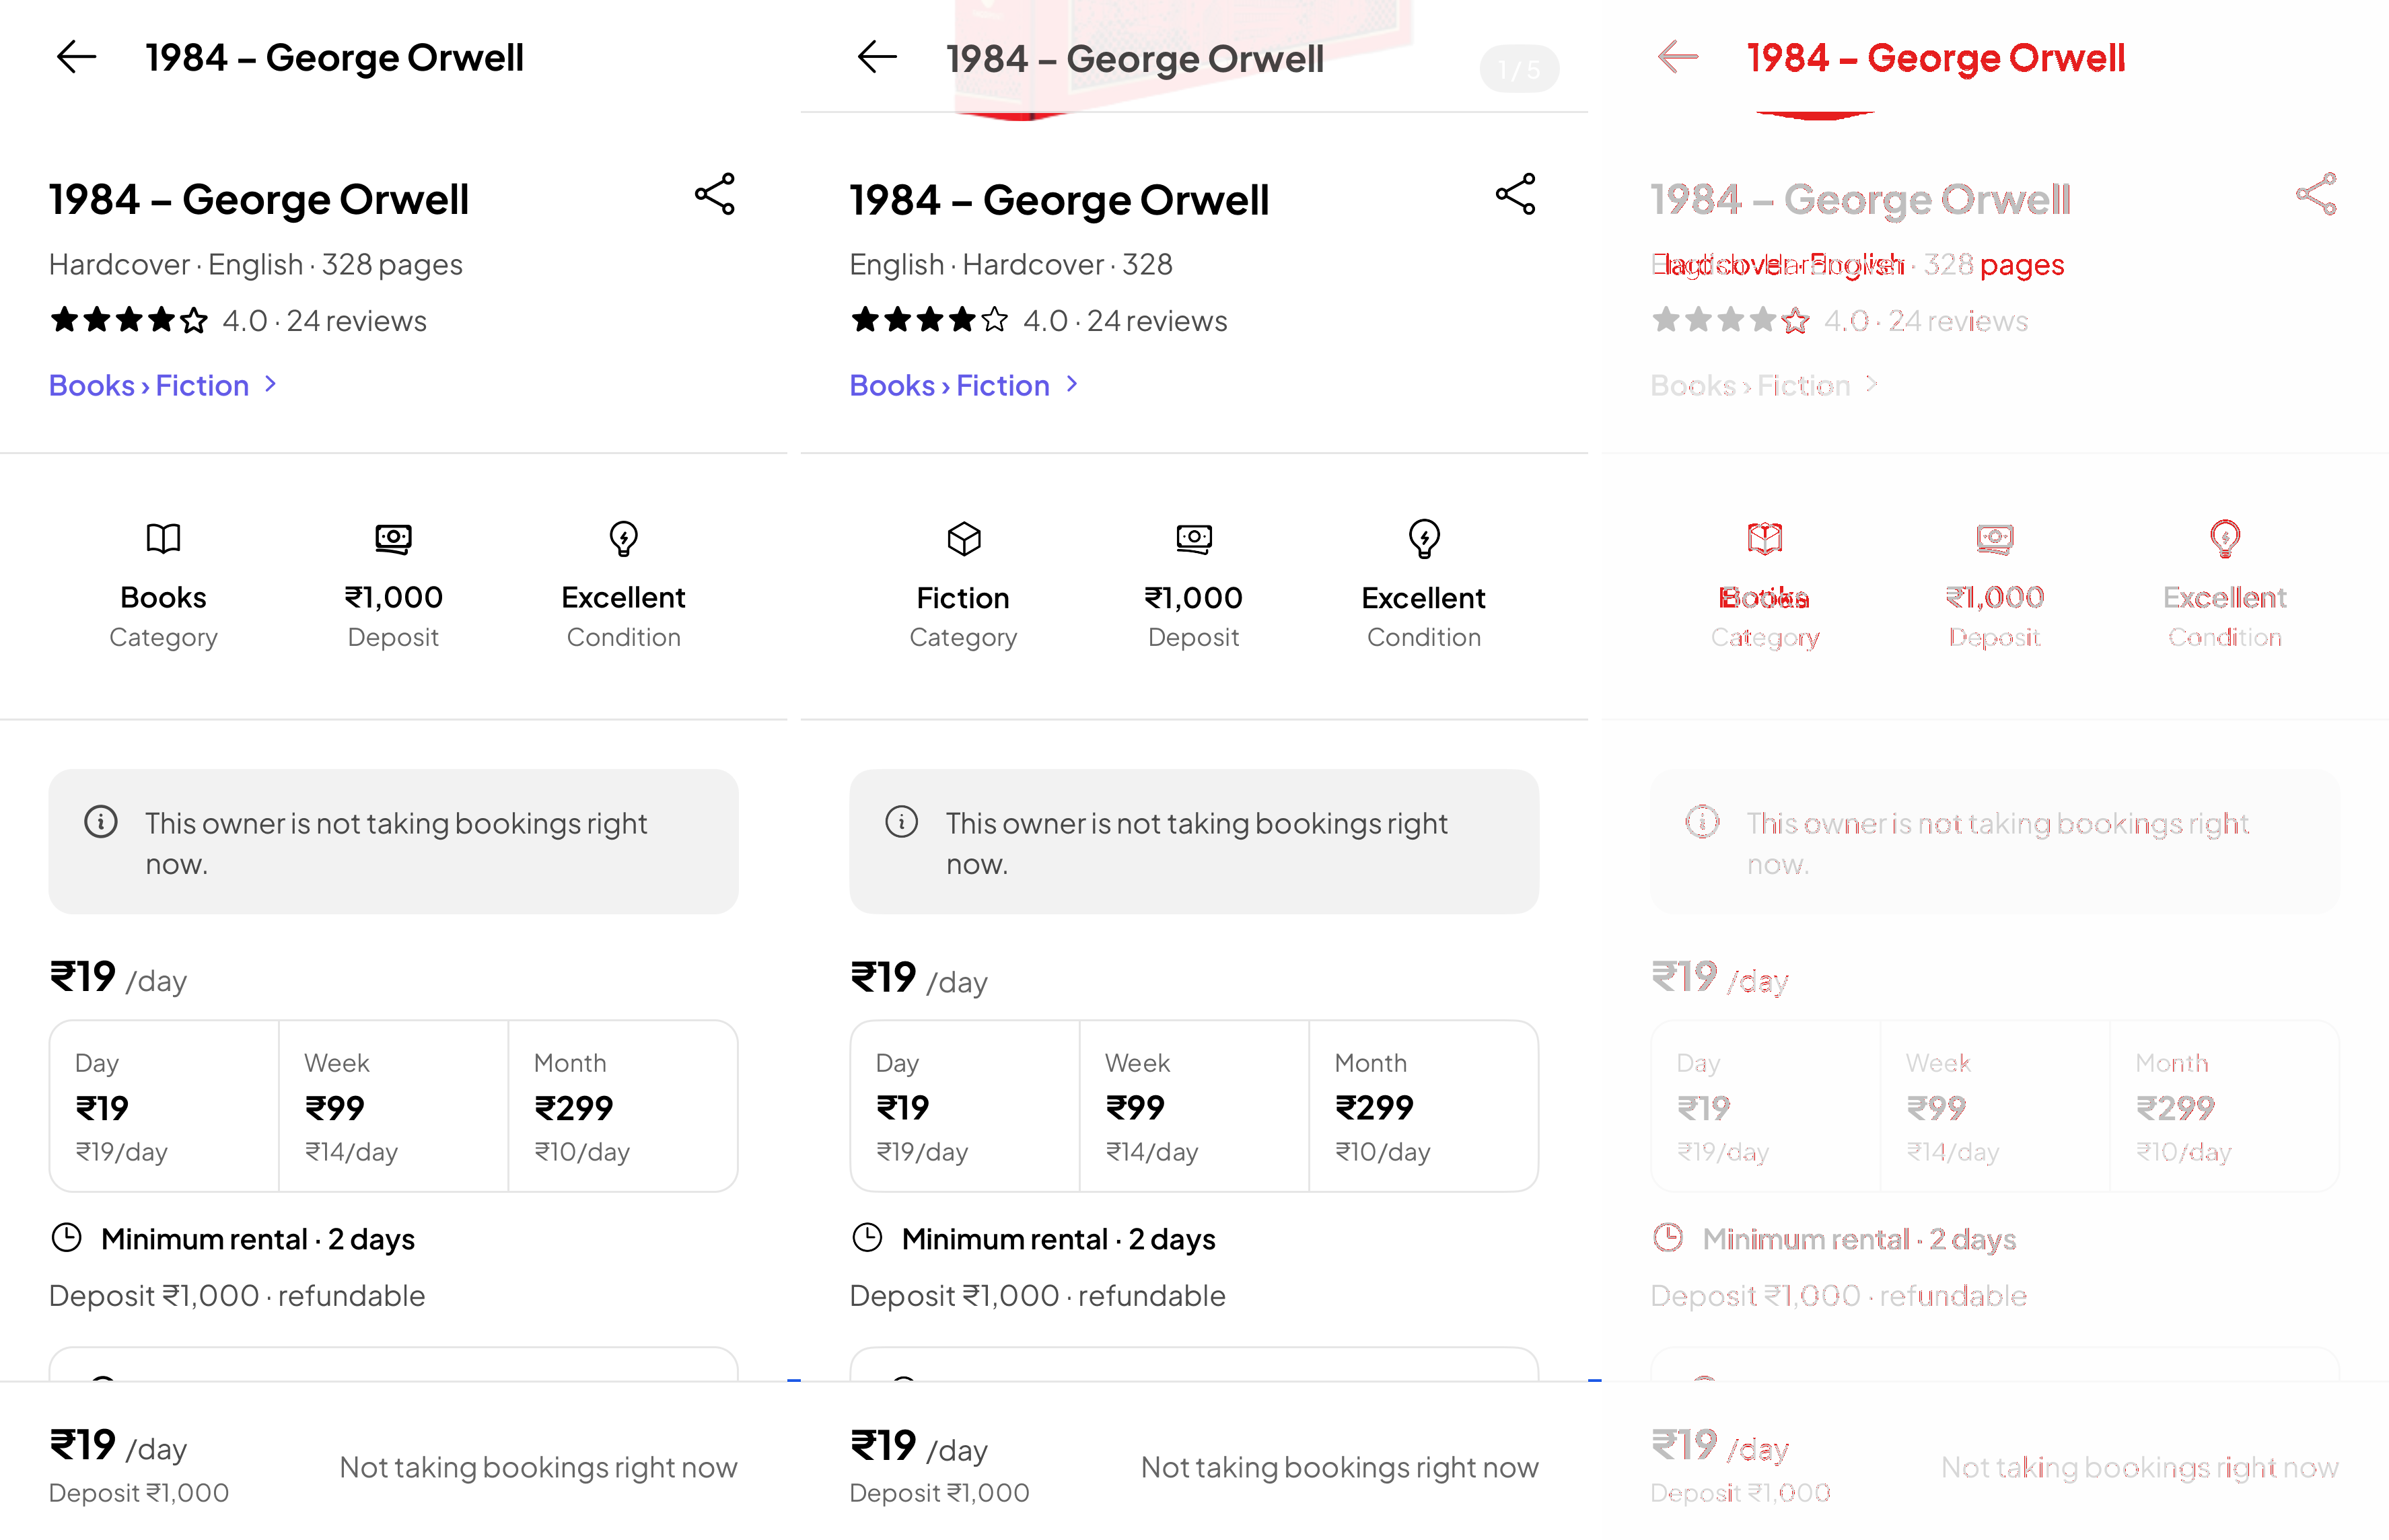 1984 – George Orwell
1984 – George Orwell
Hardcover · English · 328 pages
4.0 · 24 reviews
Books › Fiction
Books
Category
₹1,000
Deposit
Excellent
Condition
This owner is not taking bookings right
now.
₹19 /day
Day
₹19
₹19/day
Week
₹99
₹14/day
Month
₹299
₹10/day
Minimum rental · 2 days
Deposit ₹1,000 · refundable
₹19 /day
Deposit ₹1,000
Not taking bookings right now
1984 – George Orwell
1 / 5
1984 – George Orwell
English · Hardcover · 328
4.0 · 24 reviews
Books › Fiction
Fiction
Category
₹1,000
Deposit
Excellent
Condition
This owner is not taking bookings right
now.
₹19 /day
Day
₹19
₹19/day
Week
₹99
₹14/day
Month
₹299
₹10/day
Minimum rental · 2 days
Deposit ₹1,000 · refundable
₹19 /day
Deposit ₹1,000
Not taking bookings right now
1984 – George Orwell
1984 – George Orwell
· 328 pages
4.0 · 24 reviews
Books › Fiction
Category
₹1,000
Deposit
Excellent
Condition
This owner is not taking bookings right
now.
₹19 /day
Day
₹19
₹19/day
Week
₹99
₹14/day
Month
₹299
₹10/day
Minimum rental · 2 days
Deposit ₹1,000 · refundable
₹19 /day
Deposit ₹1,000
Not taking bookings right now